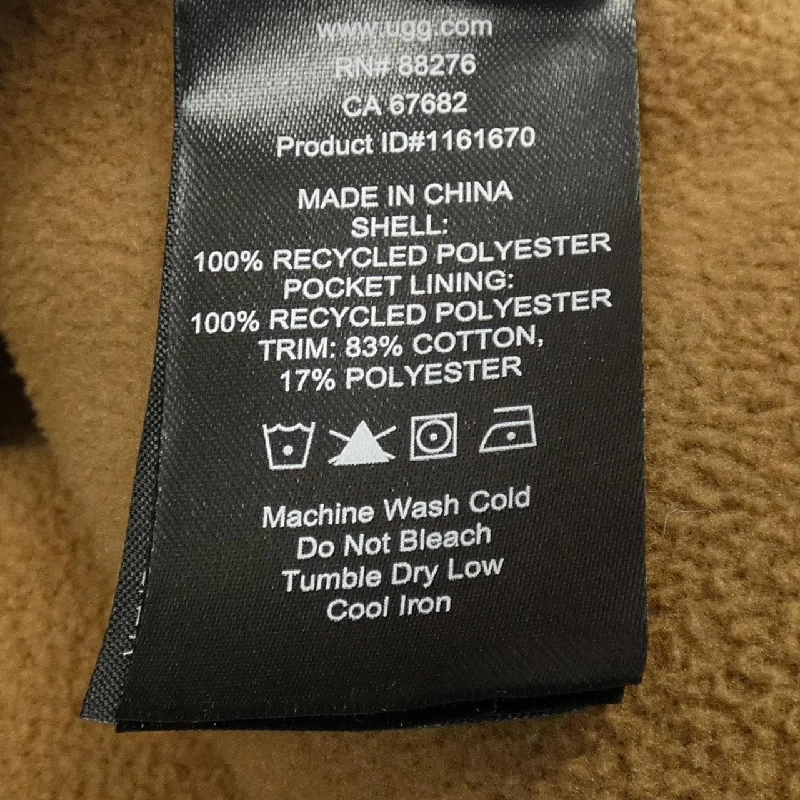 www.ugg.com
RN# 88276
CA 67682
Product ID#1161670
MADE IN CHINA
SHELL:
100% RECYCLED POLYESTER
POCKET LINING:
100% RECYCLED POLYESTER
TRIM: 83% COTTON,
17% POLYESTER
Machine Wash Cold
Do Not Bleach
Tumble Dry Low
Cool Iron